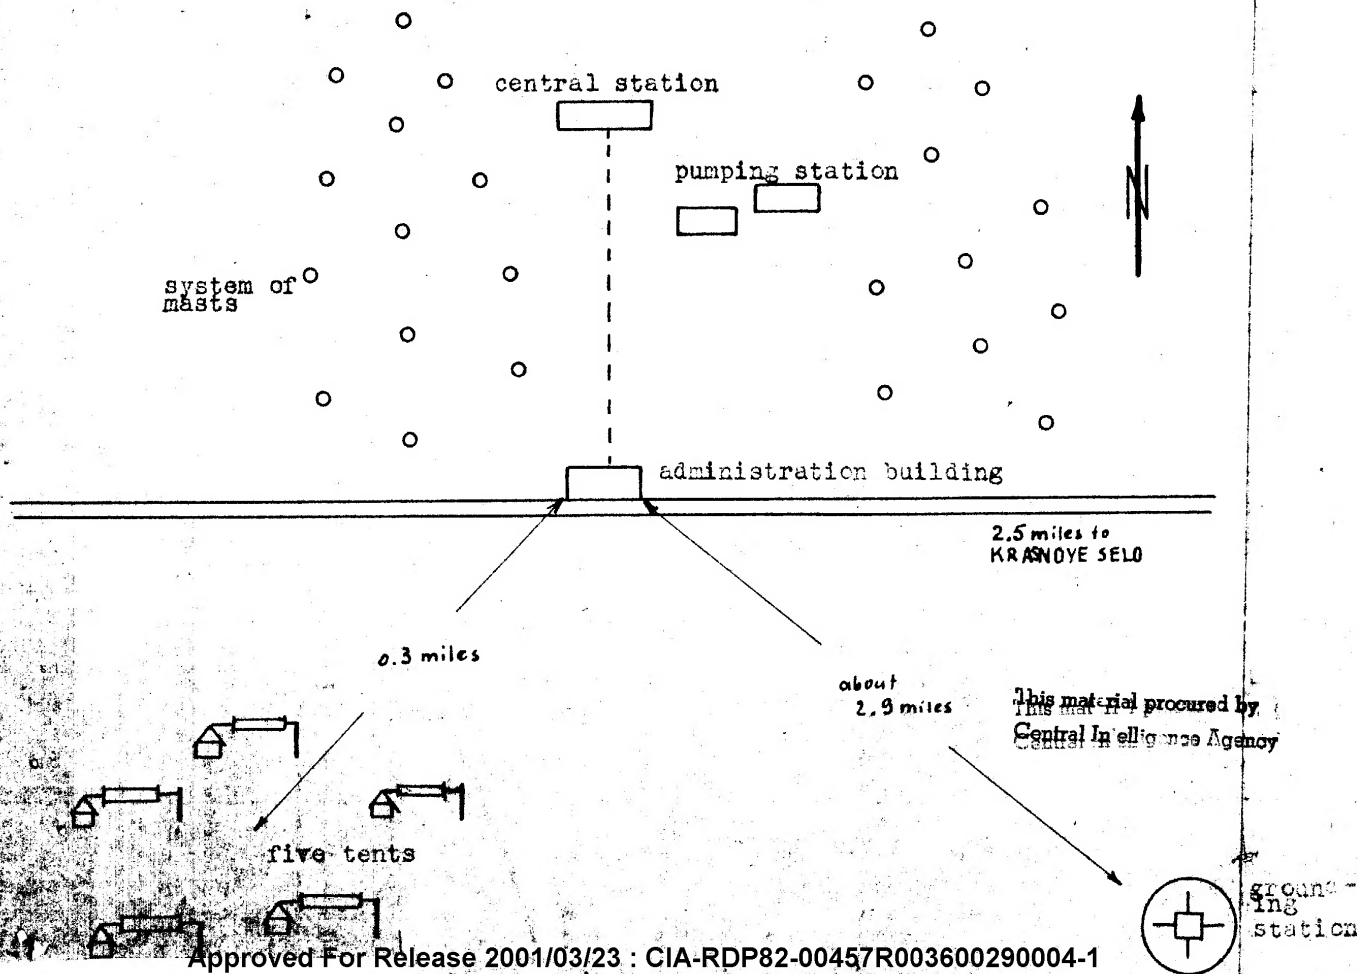 central station
pumping station
N
system of
masts
administration building
2.5 miles to
KRASNOYE SELO
0.3 miles
about
2.9 miles
This material procured by
Central Intelligence Agency
five tents
ground-
ing
station
Approved For Release 2001/03/23 : CIA-RDP82-00457R003600290004-1